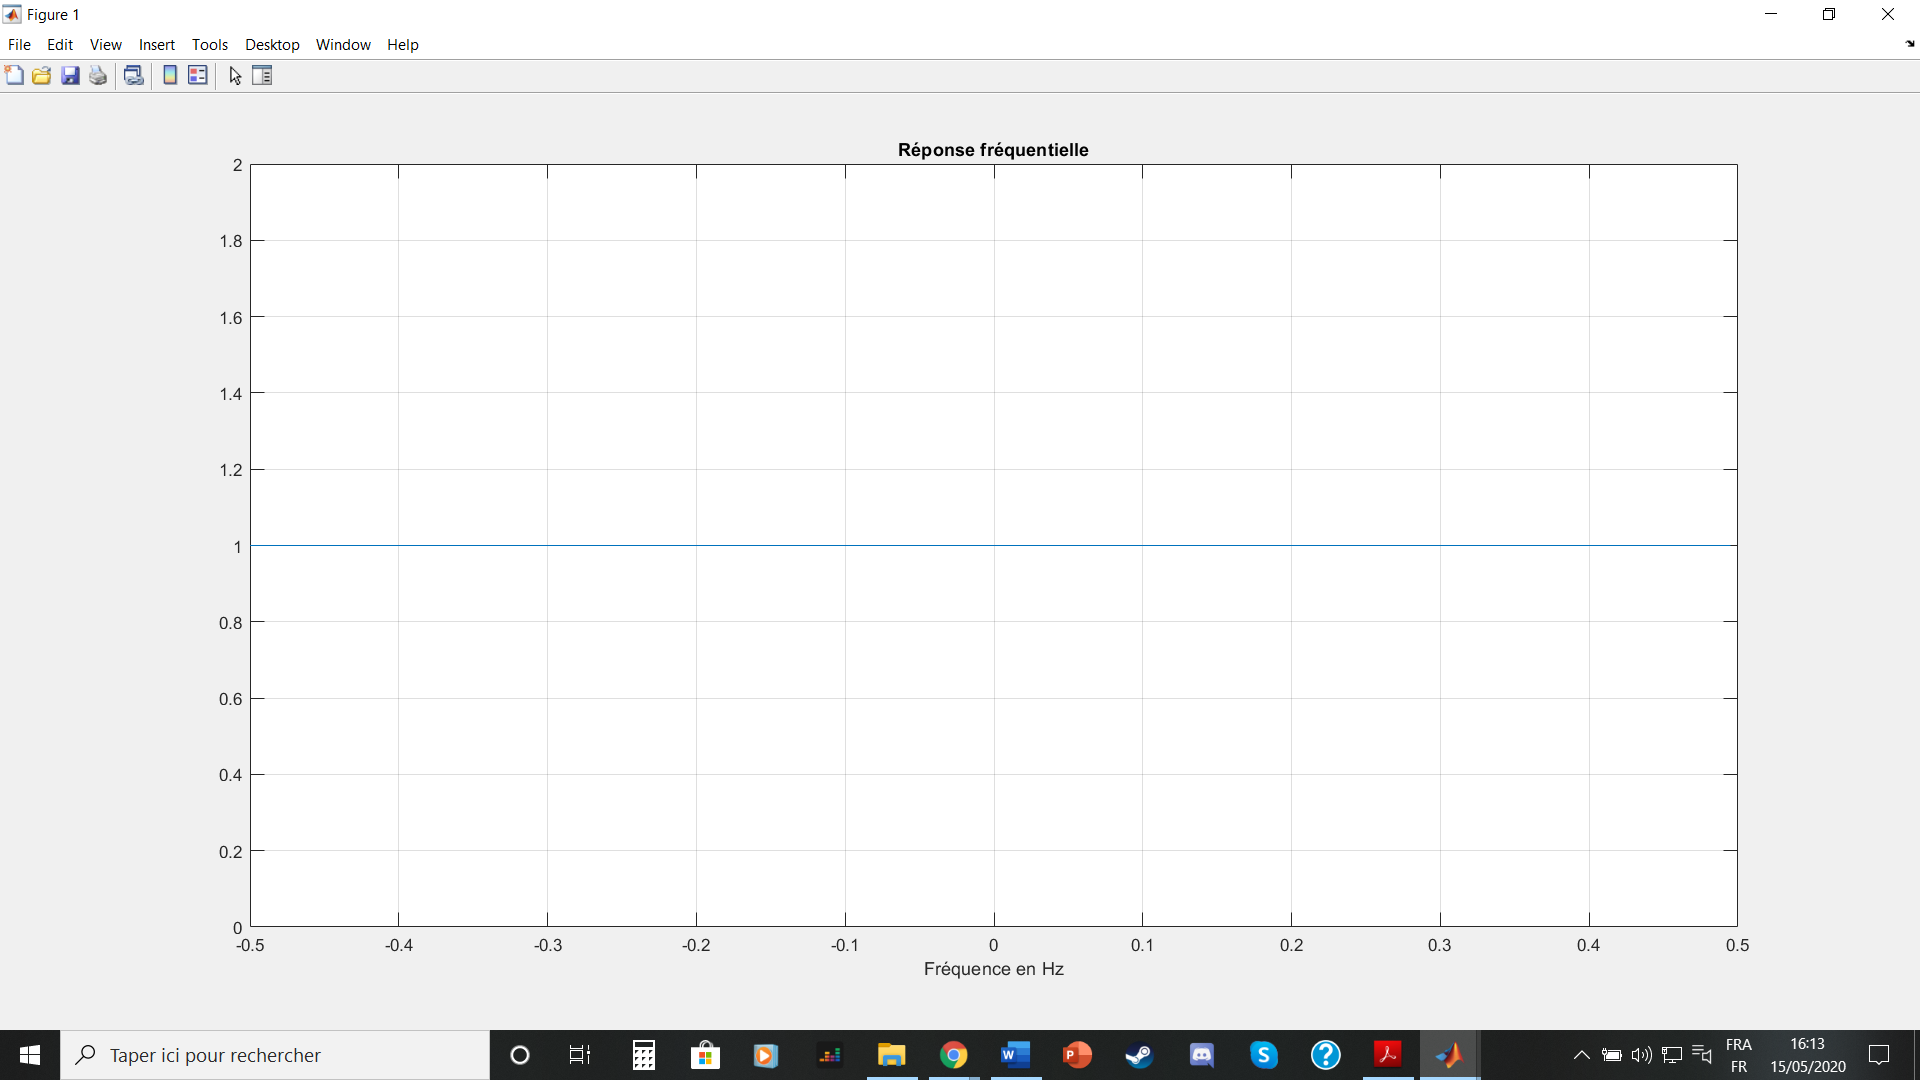 Figure 1
File Edit View Insert Tools Desktop Window Help
Réponse fréquentielle
2
1.8
1.6
1.4
1.2
1
0.8
0.6
0.4
0.2
0
-0.5 -0.4 -0.3 -0.2 -0.1 0 0.1 0.2 0.3 0.4 0.5
Fréquence en Hz
Taper ici pour rechercher
FRA
FR
16:13
15/05/2020